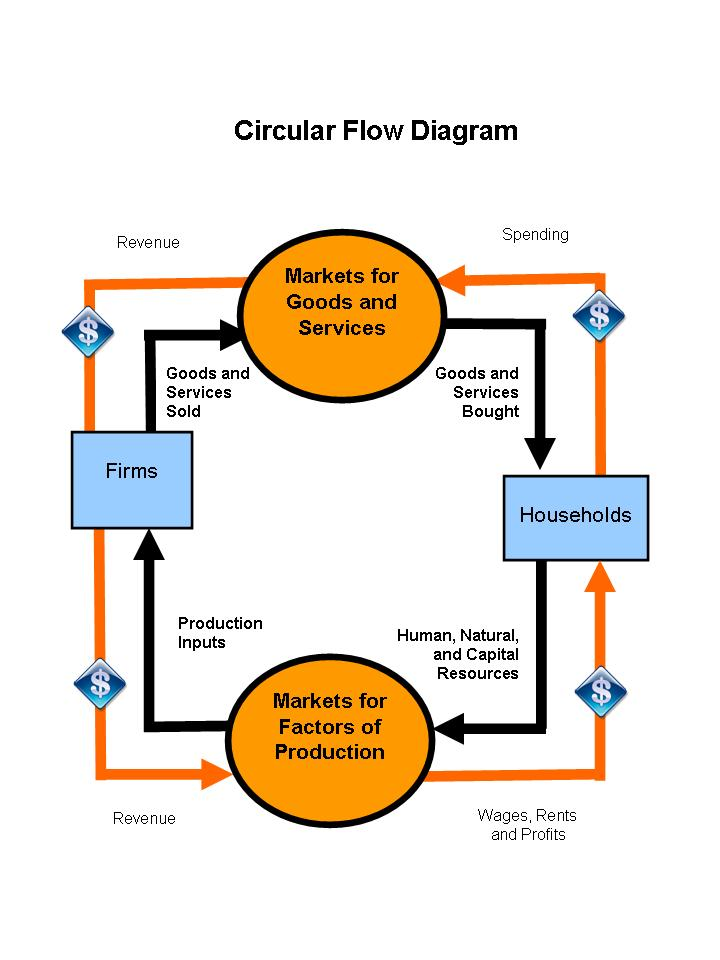 Circular Flow Diagram
Revenue
Spending
Markets for
Goods and
Services
$
$
Goods and
Services
Sold
Goods and
Services
Bought
Firms
Households
Production
Inputs
Human, Natural,
and Capital
Resources
$
$
Markets for
Factors of
Production
Revenue
Wages, Rents
and Profits